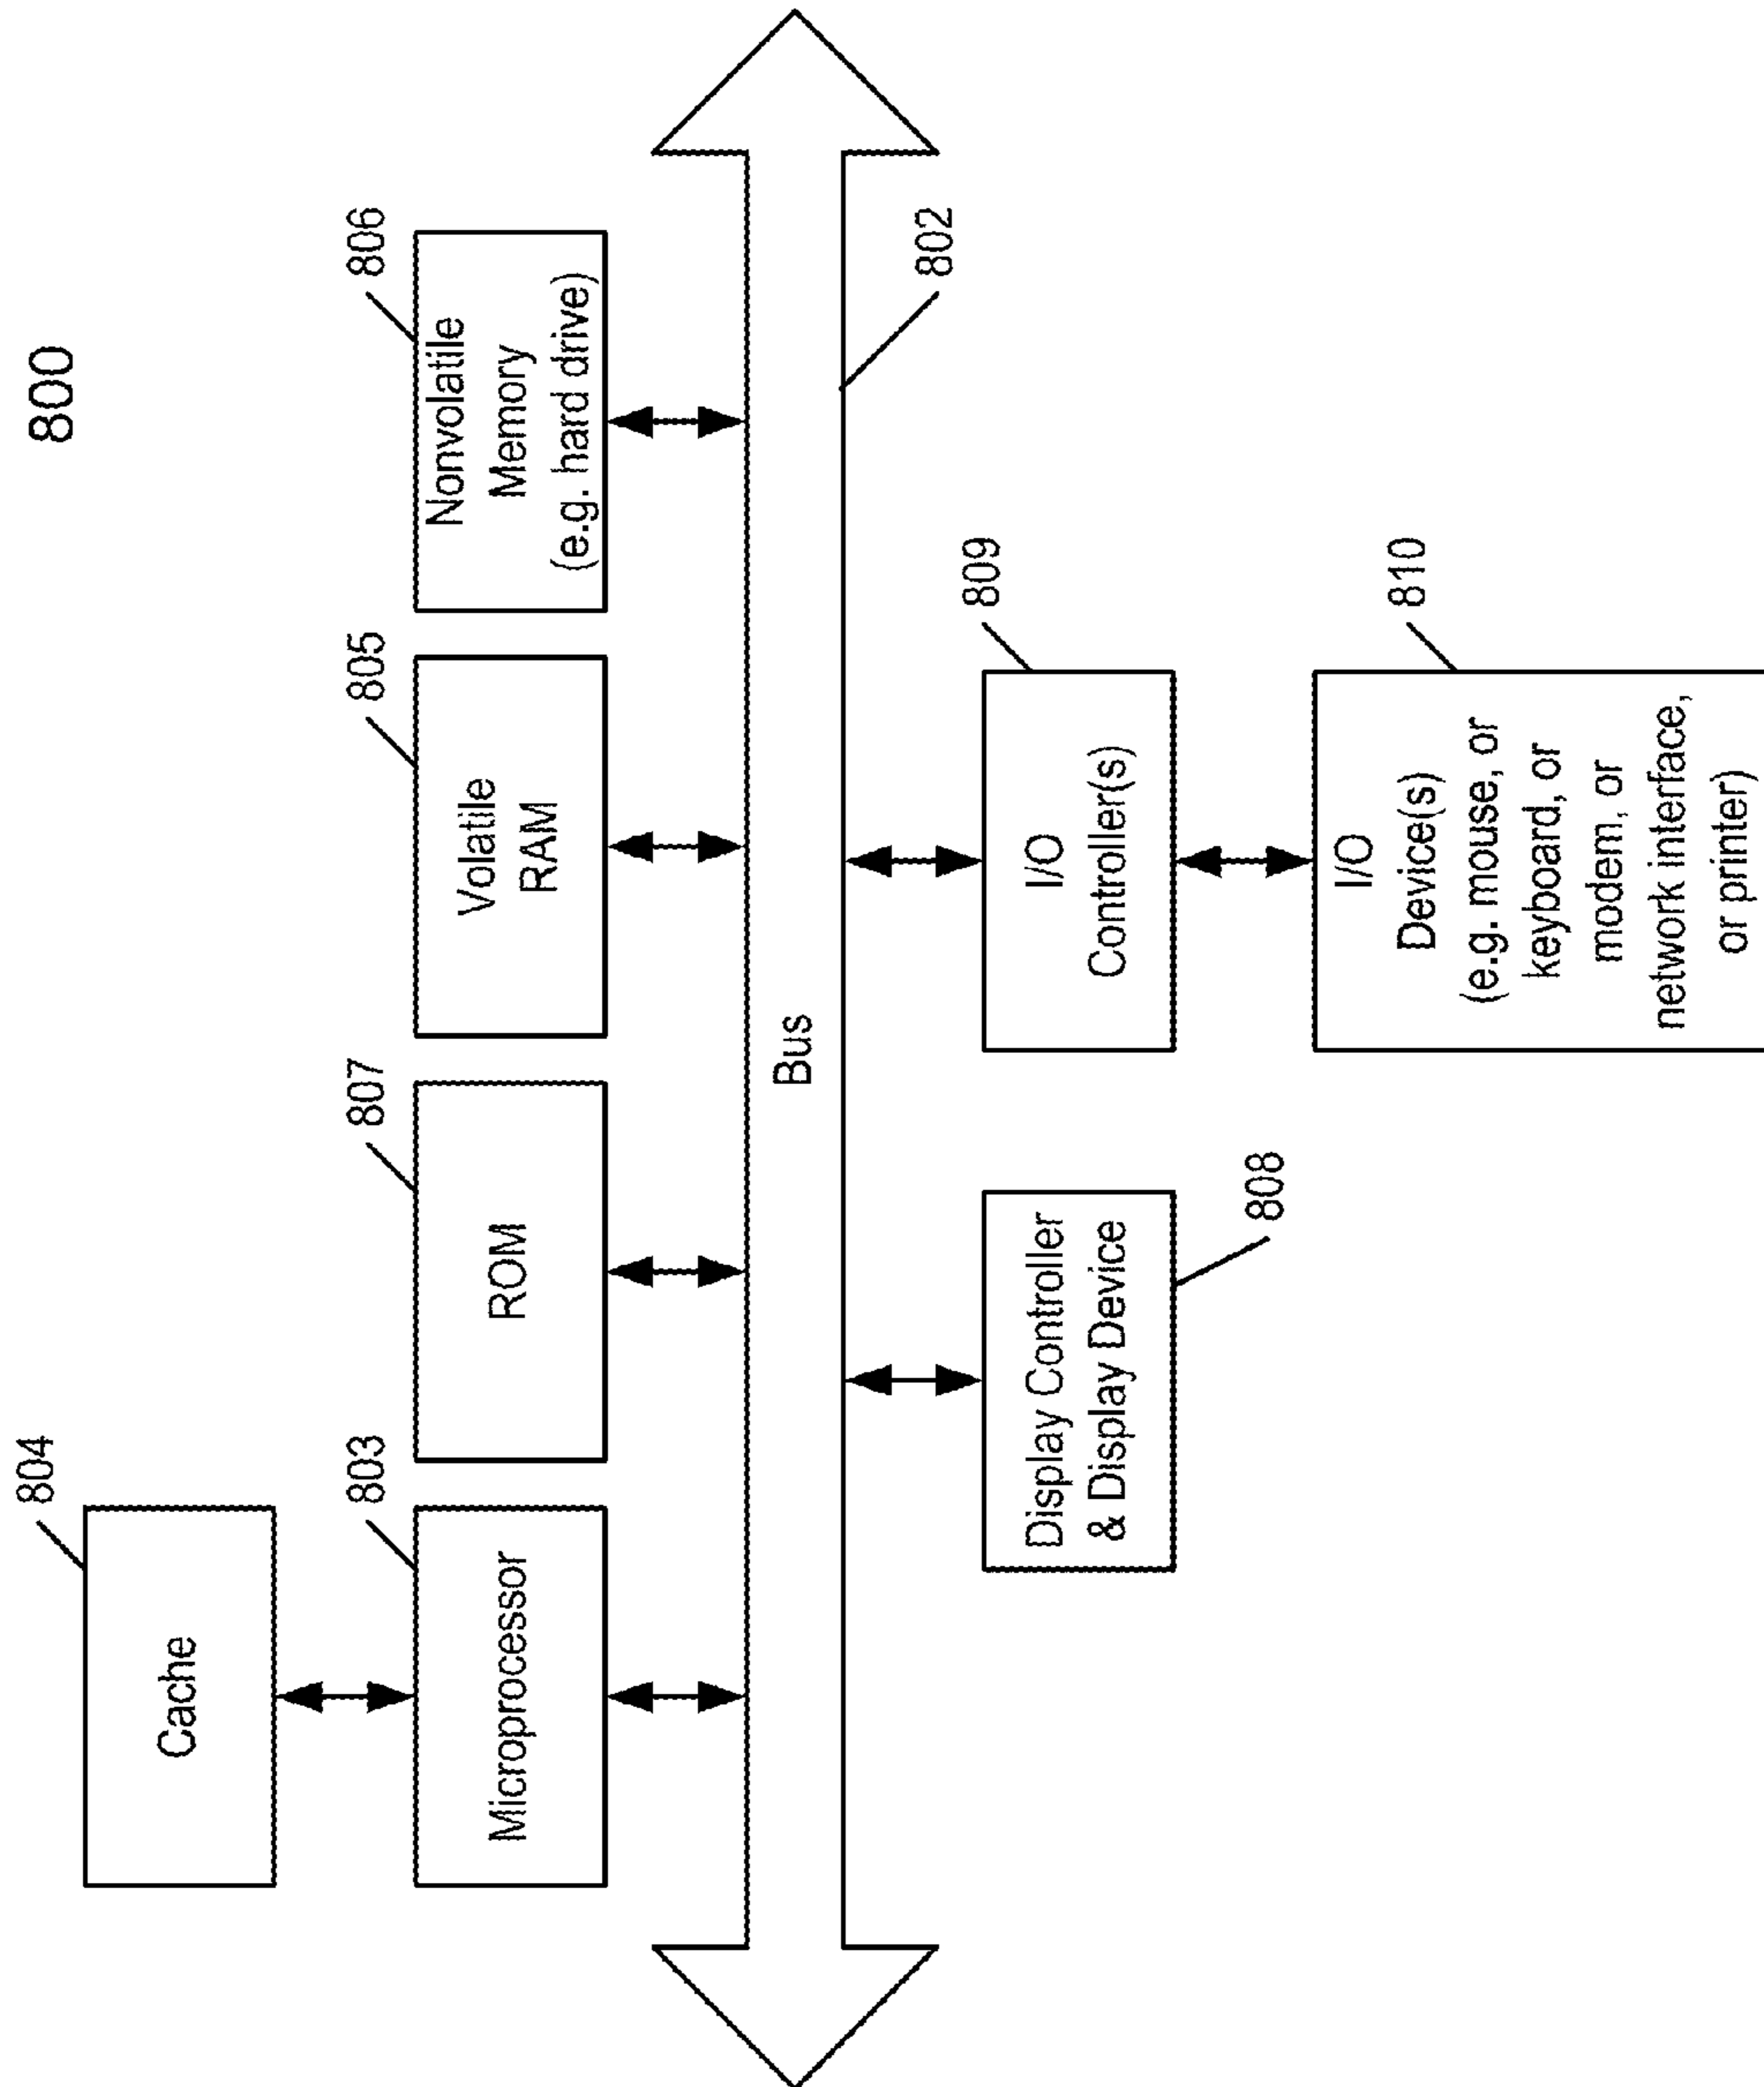 800
804
Cache
803
Microprocessor
807
ROM
805
Volatile
RAM
806
Nonvolatile
Memory
(e.g. hard drive)
Bus
802
Display Controller
& Display Device
808
809
I/O
Controller(s)
810
I/O
Device(s)
(e.g. mouse, or
keyboard, or
modem, or
network interface,
or printer)